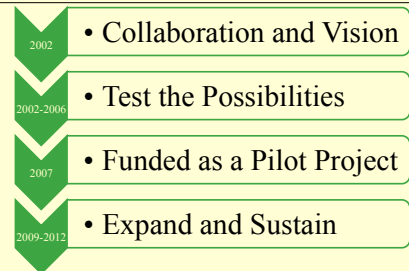 2002
• Collaboration and Vision
2002-2006
• Test the Possibilities
2007
• Funded as a Pilot Project
2009-2012
• Expand and Sustain